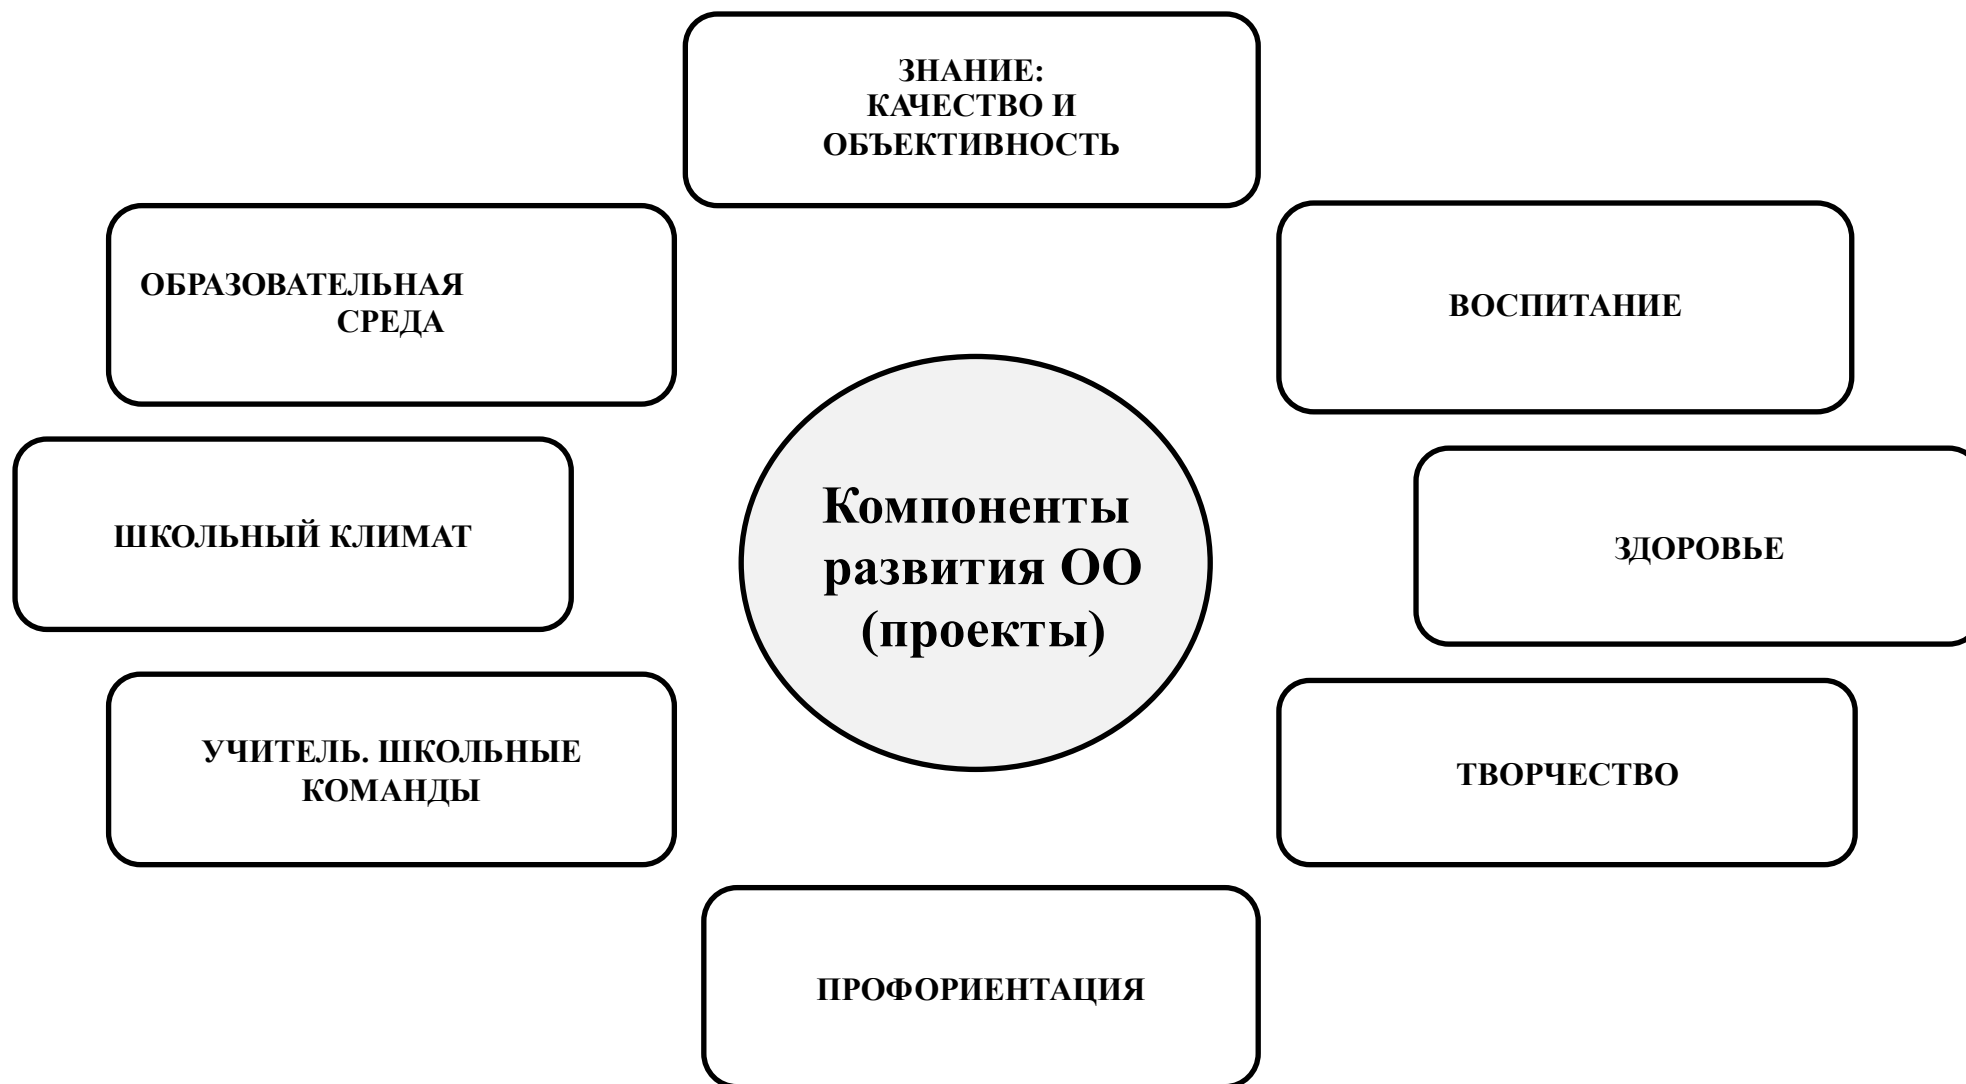 ЗНАНИЕ:
КАЧЕСТВО И
ОБЪЕКТИВНОСТЬ
ОБРАЗОВАТЕЛЬНАЯ
СРЕДА
ВОСПИТАНИЕ
ШКОЛЬНЫЙ КЛИМАТ
Компоненты
развития ОО
(проекты)
ЗДОРОВЬЕ
УЧИТЕЛЬ. ШКОЛЬНЫЕ
КОМАНДЫ
ТВОРЧЕСТВО
ПРОФОРИЕНТАЦИЯ